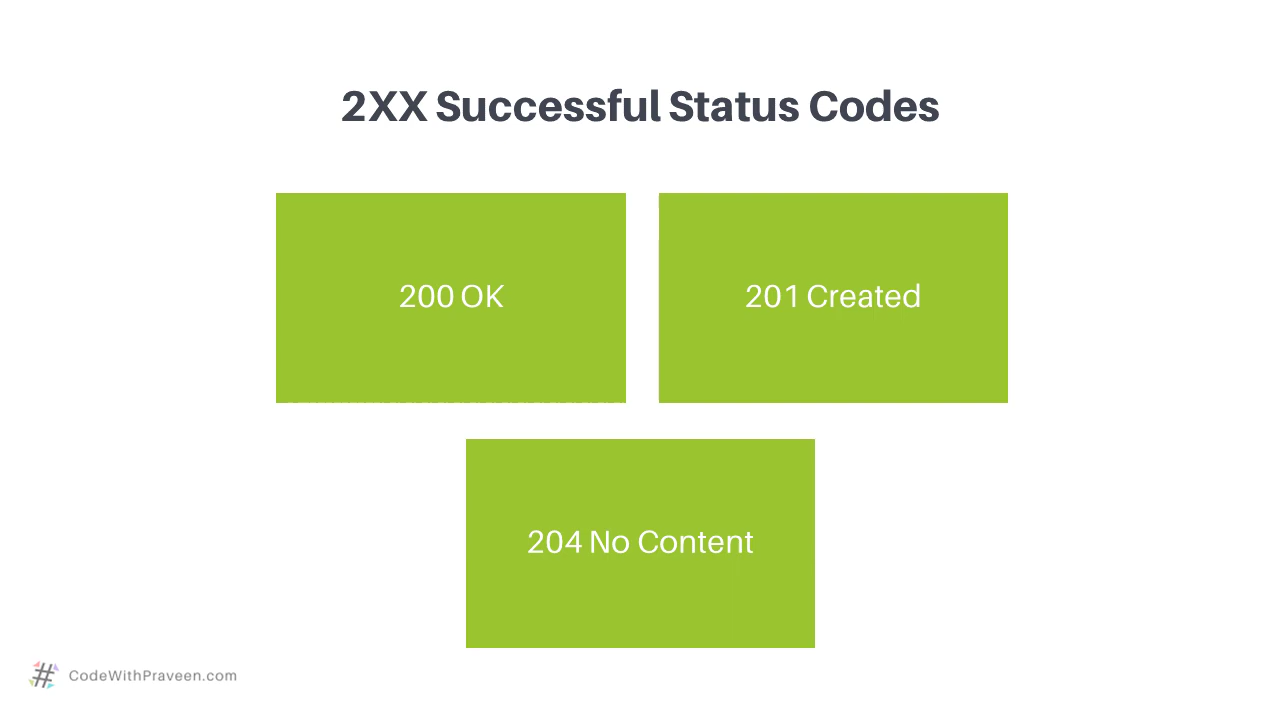 2XX Successful Status Codes
200 OK
201 Created
204 No Content
# CodeWithPraveen.com